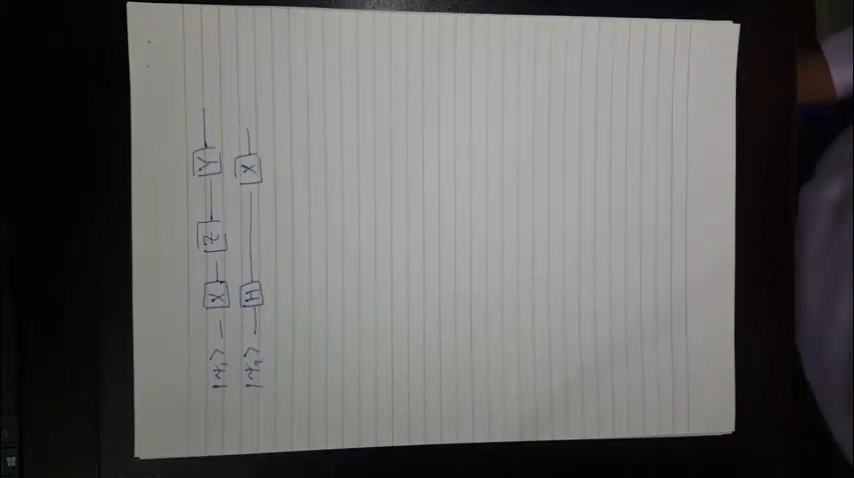 |ψ₁⟩ — [X] — [Z] — [Y] —
|ψ₂⟩ — [H] — [X] —